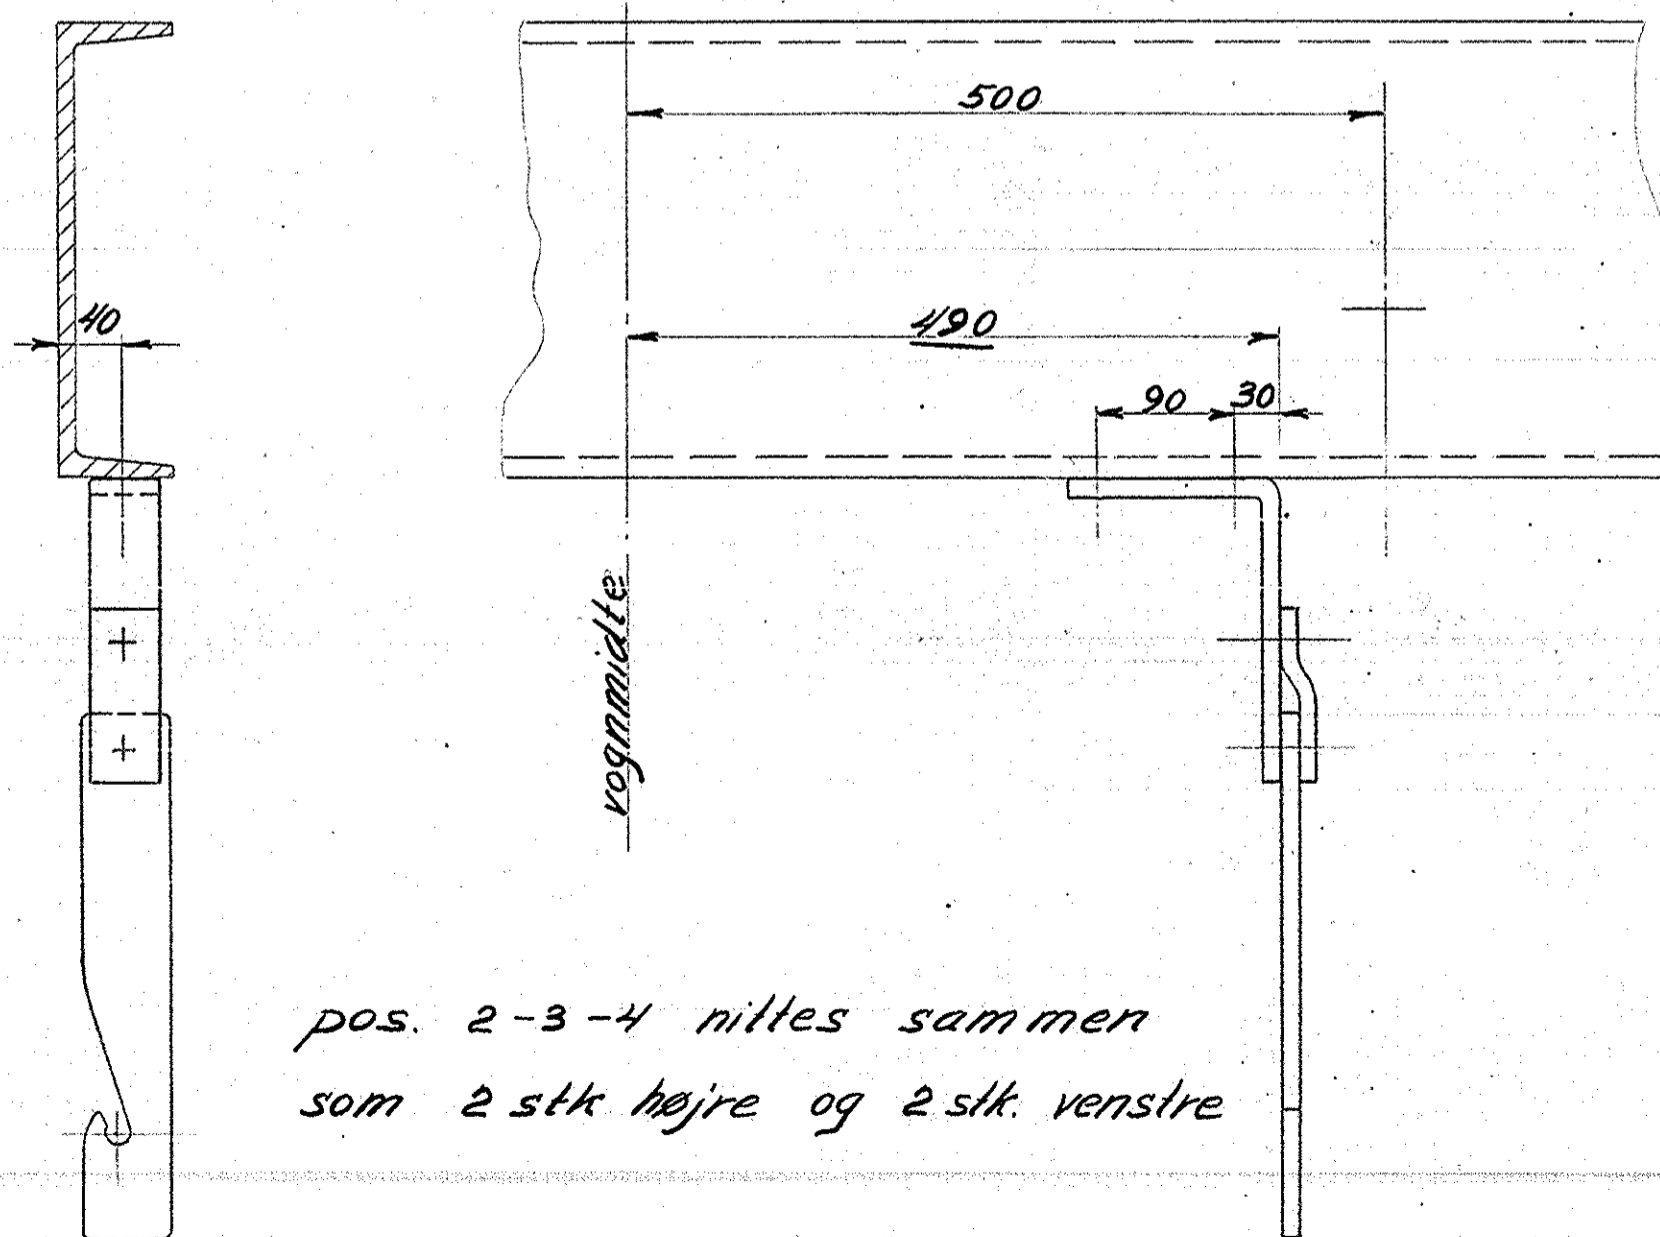 500
40
490
90 30
vognmidte
pos. 2-3-4 nittes sammen
som 2 stk højre og 2 stk. venstre